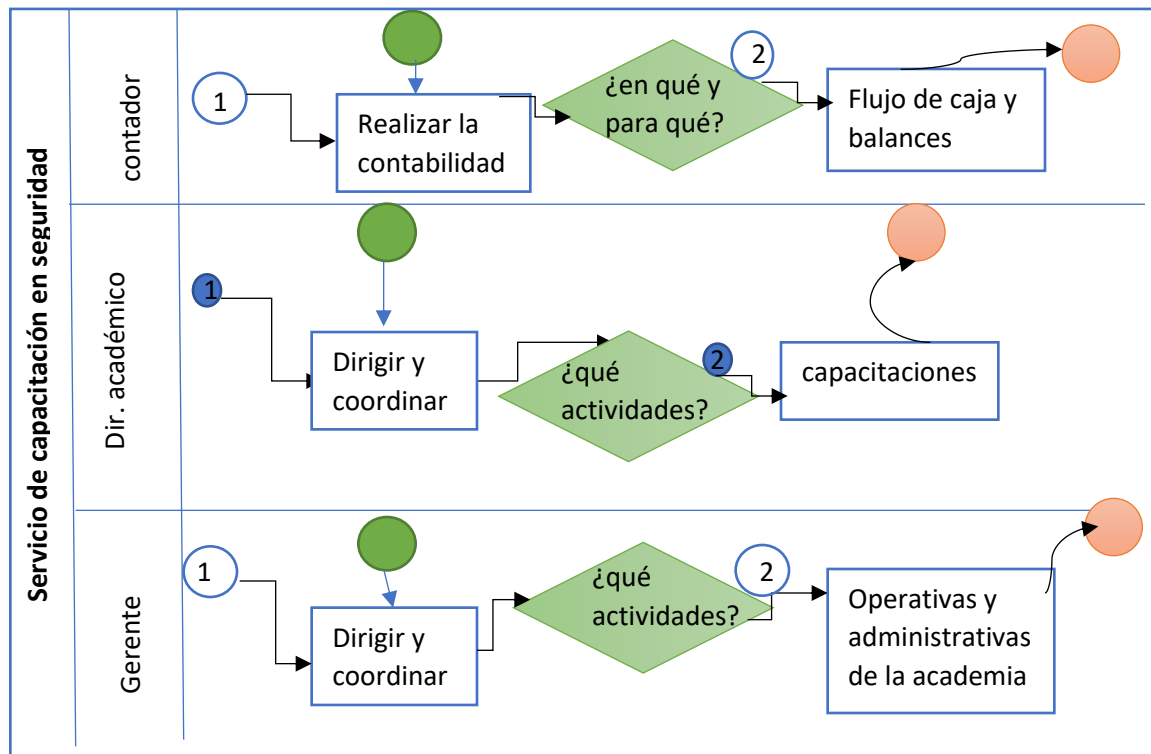 Servicio de capacitación en seguridad
contador
1
Realizar la
contabilidad
¿en qué y
para qué?
2
Flujo de caja y
balances
Dir. académico
1
Dirigir y
coordinar
¿qué
actividades?
2
capacitaciones
Gerente
1
Dirigir y
coordinar
¿qué
actividades?
2
Operativas y
administrativas
de la academia